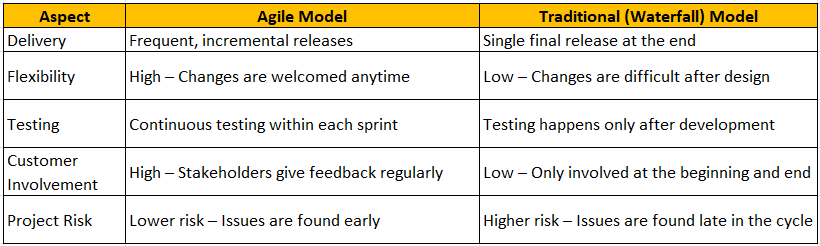 Aspect Agile Model Traditional (Waterfall) Model
Delivery Frequent, incremental releases Single final release at the end
Flexibility High – Changes are welcomed anytime Low – Changes are difficult after design
Testing Continuous testing within each sprint Testing happens only after development
Customer
Involvement High – Stakeholders give feedback regularly Low – Only involved at the beginning and end
Project Risk Lower risk – Issues are found early Higher risk – Issues are found late in the cycle